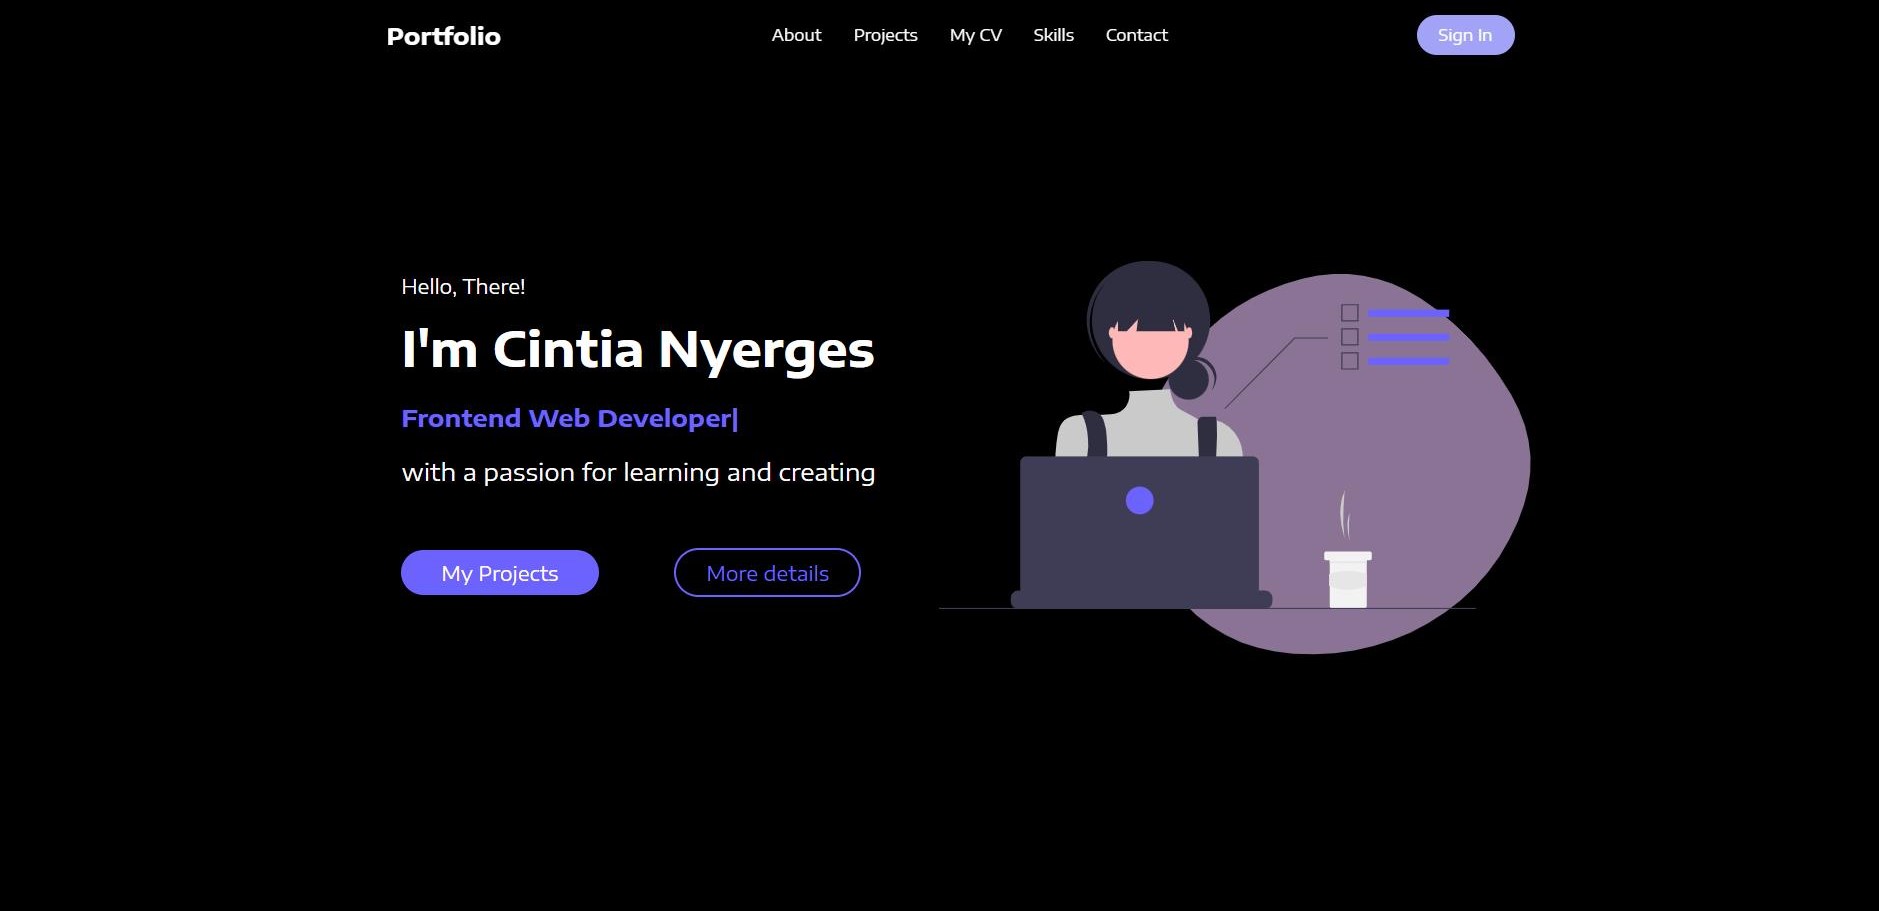 Portfolio
About Projects My CV Skills Contact
Sign In
Hello, There!
I'm Cintia Nyerges
Frontend Web Developer|
with a passion for learning and creating
My Projects
More details